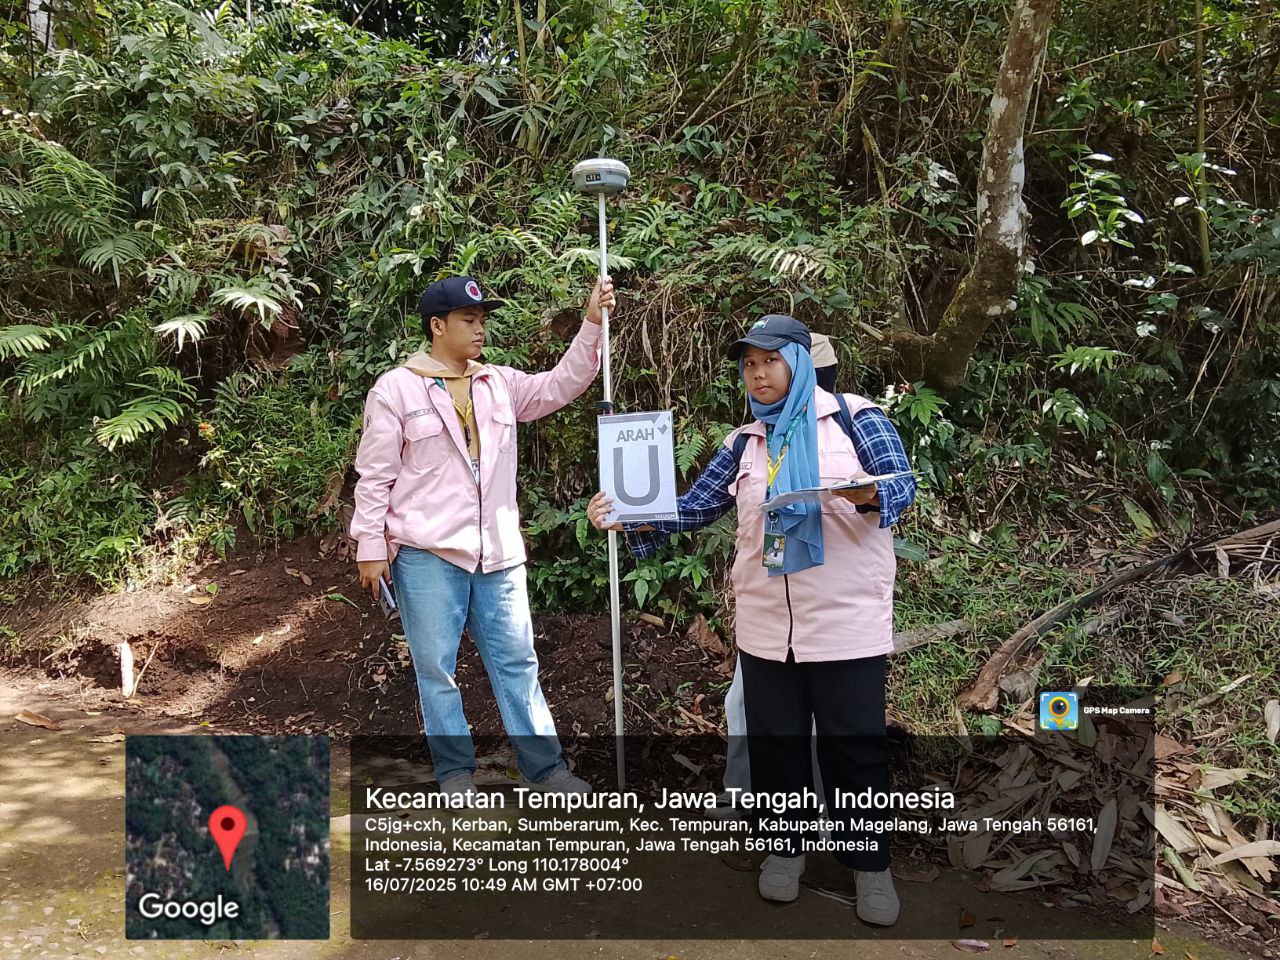 ARAH
U
GPS Map Camera
Kecamatan Tempuran, Jawa Tengah, Indonesia
C5jg+cxh, Kerban, Sumberarum, Kec. Tempuran, Kabupaten Magelang, Jawa Tengah 56161,
Indonesia, Kecamatan Tempuran, Jawa Tengah 56161, Indonesia
Lat -7.569273° Long 110.178004°
16/07/2025 10:49 AM GMT +07:00
Google